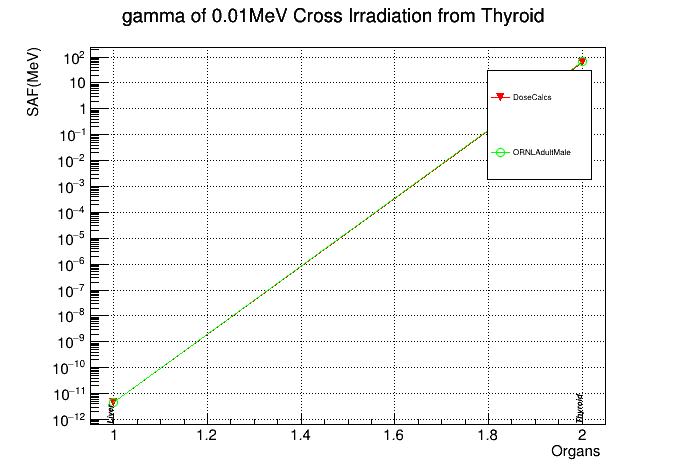 gamma of 0.01MeV Cross Irradiation from Thyroid
SAF(MeV)
10²
10
1
10⁻¹
10⁻²
10⁻³
10⁻⁴
10⁻⁵
10⁻⁶
10⁻⁷
10⁻⁸
10⁻⁹
10⁻¹⁰
10⁻¹¹
10⁻¹²
DoseCalcs
ORNLAdultMale
Liver
Thyroid
1 1.2 1.4 1.6 1.8 2
Organs